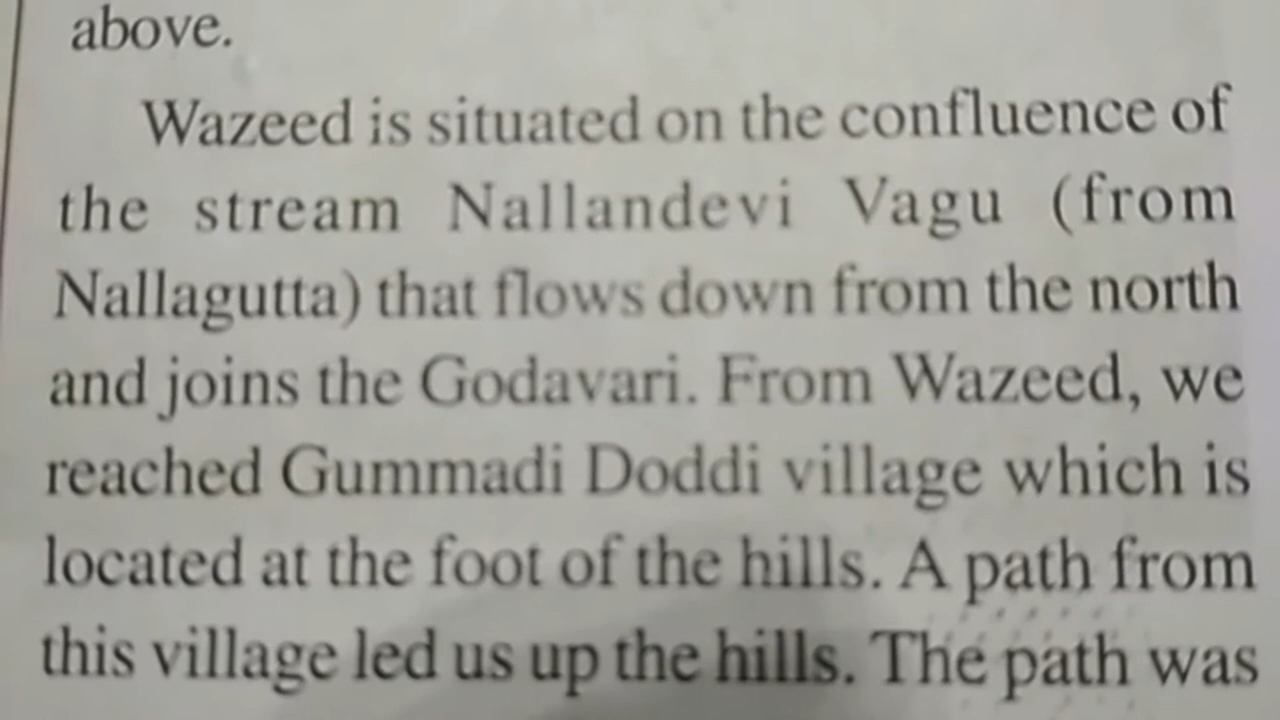 above.
Wazeed is situated on the confluence of
the stream Nallandevi Vagu (from
Nallagutta) that flows down from the north
and joins the Godavari. From Wazeed, we
reached Gummadi Doddi village which is
located at the foot of the hills. A path from
this village led us up the hills. The path was